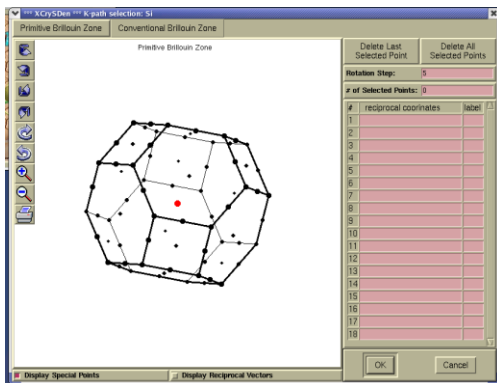 *** XCrySDen *** K-path selection: Si
Primitive Brillouin Zone
Conventional Brillouin Zone
Primitive Brillouin Zone
Delete Last
Selected Point
Delete All
Selected Points
Rotation Step: 5
# of Selected Points: 0
# reciprocal coorinates label
1
2
3
4
5
6
7
8
9
10
11
12
13
14
15
16
17
18
OK
Cancel
Display Special Points
Display Reciprocal Vectors